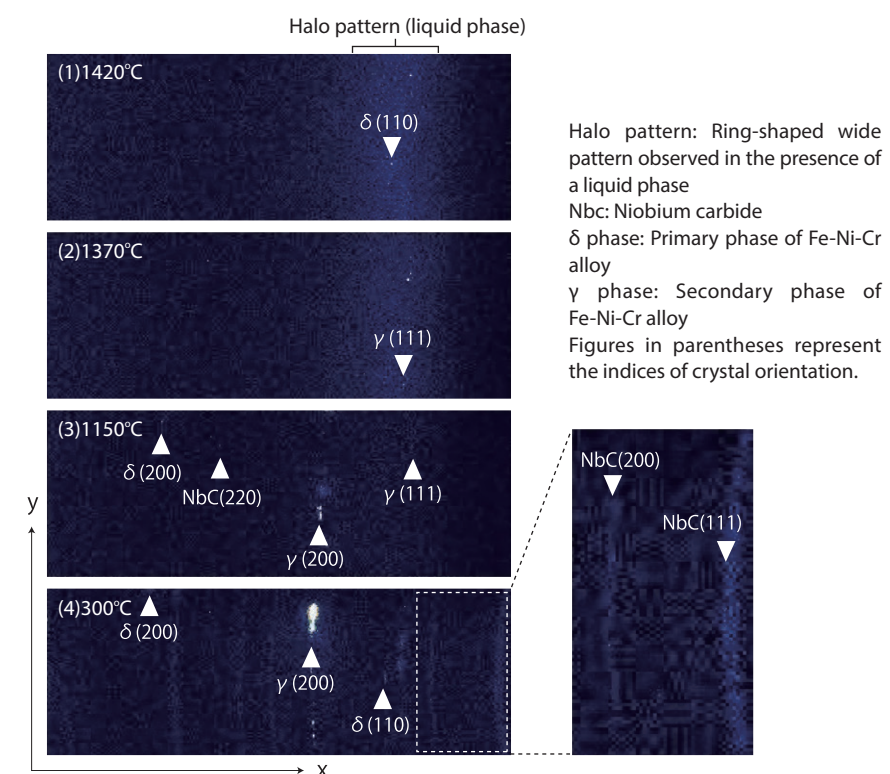 Halo pattern (liquid phase)
(1)1420℃
δ(110)
(2)1370℃
γ(111)
(3)1150℃
δ(200)
NbC(220)
γ(111)
γ(200)
(4)300℃
δ(200)
γ(200)
δ(110)
y
x
NbC(200)
NbC(111)
Halo pattern: Ring-shaped wide
pattern observed in the presence of
a liquid phase
Nbc: Niobium carbide
δ phase: Primary phase of Fe-Ni-Cr
alloy
γ phase: Secondary phase of
Fe-Ni-Cr alloy
Figures in parentheses represent
the indices of crystal orientation.